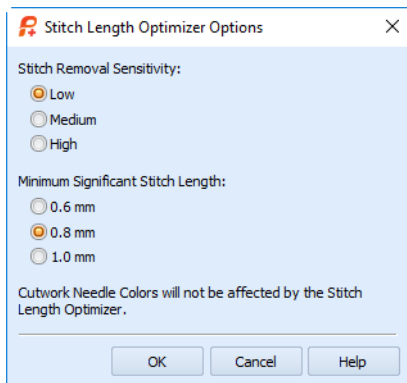 Stitch Length Optimizer Options
Stitch Removal Sensitivity:
Low
Medium
High
Minimum Significant Stitch Length:
0.6 mm
0.8 mm
1.0 mm
Cutwork Needle Colors will not be affected by the Stitch
Length Optimizer.
OK
Cancel
Help